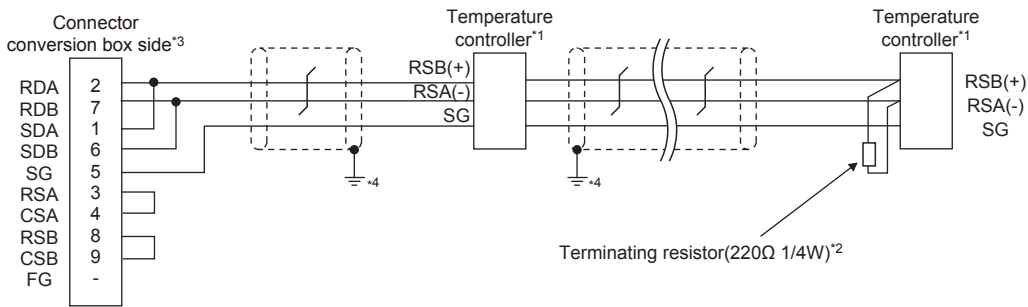 Connector
conversion box side*3
RDA 2
RDB 7
SDA 1
SDB 6
SG 5
RSA 3
CSA 4
RSB 8
CSB 9
FG -
*4
Temperature
controller*1
RSB(+)
RSA(-)
SG
*4
Temperature
controller*1
RSB(+)
RSA(-)
SG
Terminating resistor(220Ω 1/4W)*2